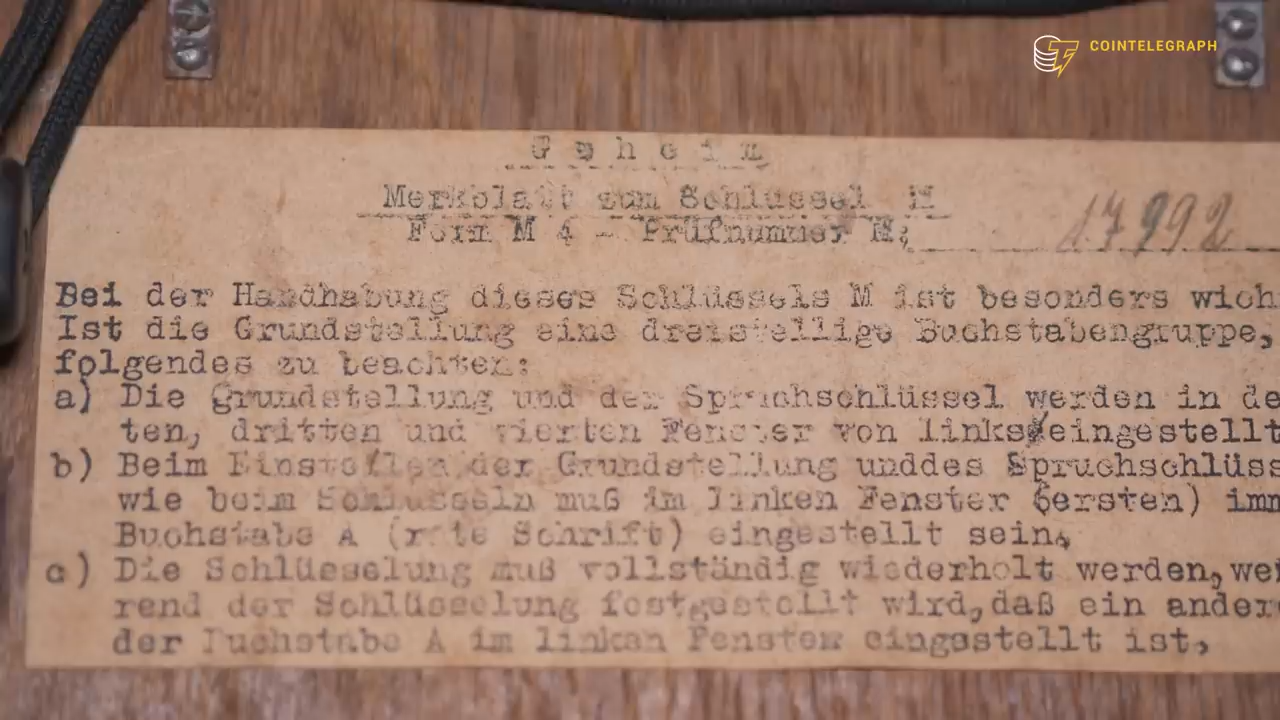 COINTELEGRAPH
Geheim
Merkblatt zum Schlüssel M
Form M 4 - Prüfnummer M: 17992
Bei der Handhabung dieses Schlüssels M ist besonders wich
Ist die Grundstellung eine dreistellige Buchstabengruppe,
folgendes zu beachten:
a) Die Grundstellung und der Spruchschlüssel werden in de
ten, dritten und vierten Fenster von links eingestellt
b) Beim Einstellen der Grundstellung unddes Spruchschlüss
wie beim Schlüsseln muß im linken Fenster (ersten) imm
Buchstabe A (rote Schrift) eingestellt sein.
c) Die Schlüsselung muß vollständig wiederholt werden, we
rend der Schlüsselung festgestellt wird, daß ein ander
der Buchstabe A im linken Fenster eingestellt ist.